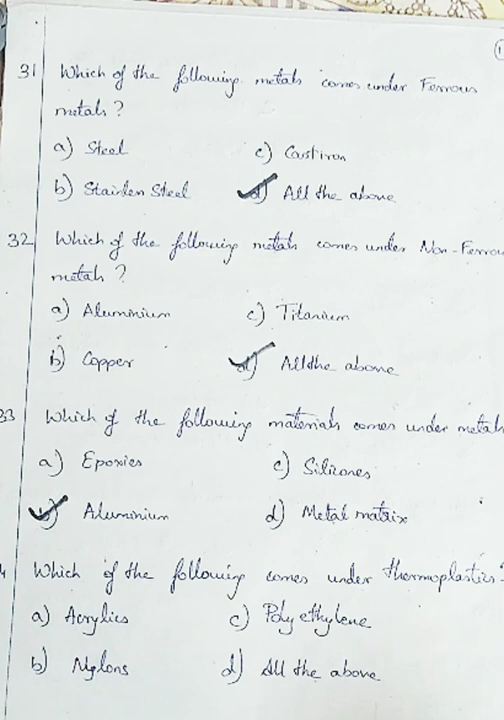 31 Which of the following metals comes under Ferrous
metals?
a) Steel c) Cast iron
b) Stainless Steel d) All the above
32 Which of the following metals comes under Non-Ferrou
metals?
a) Aluminium c) Titanium
b) Copper d) All the above
33 Which of the following materials comes under metals
a) Epoxies c) Silicones
b) Aluminium d) Metal matrix
Which of the following comes under thermoplastics?
a) Acrylics c) Poly ethylene
b) Nylons d) All the above